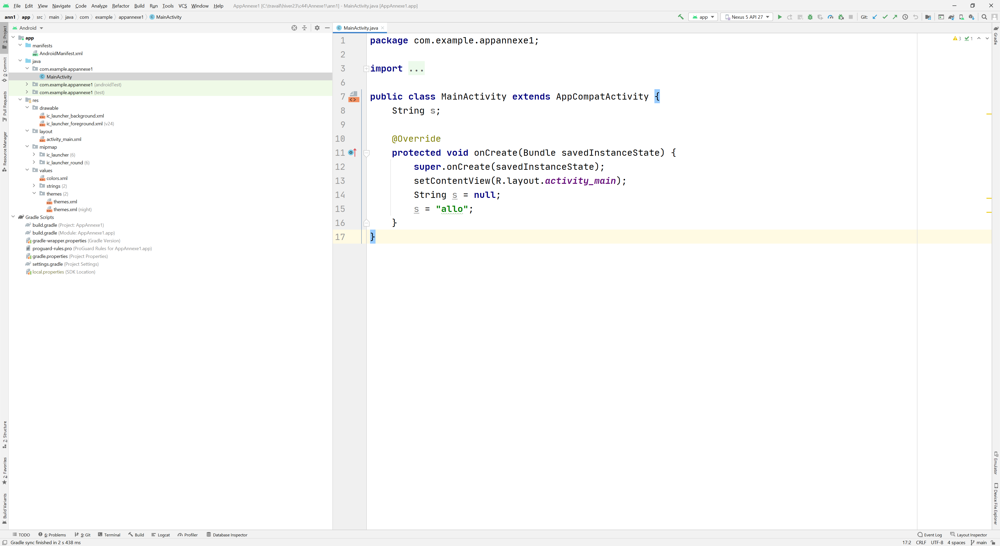 File Edit View Navigate Code Analyze Refactor Build Run Tools VCS Window Help AppAnnexe1 [C:\travail\hiver23\c44\Annexe1\ann1] - MainActivity.java [AppAnnexe1.app]
ann1 app src main java com example appannexe1 MainActivity app Nexus 5 API 27 Git:
Android MainActivity.java
1: Project
0: Commit
Pull Requests
Resource Manager
7: Structure
2: Favorites
Build Variants
app
manifests
AndroidManifest.xml
java
com.example.appannexe1
MainActivity
com.example.appannexe1 (androidTest)
com.example.appannexe1 (test)
res
drawable
ic_launcher_background.xml
ic_launcher_foreground.xml (v24)
layout
activity_main.xml
mipmap
ic_launcher (6)
ic_launcher_round (6)
values
colors.xml
strings (2)
themes (2)
themes.xml
themes.xml (night)
Gradle Scripts
build.gradle (Project: AppAnnexe1)
build.gradle (Module: AppAnnexe1.app)
gradle-wrapper.properties (Gradle Version)
proguard-rules.pro (ProGuard Rules for AppAnnexe1.app)
gradle.properties (Project Properties)
settings.gradle (Project Settings)
local.properties (SDK Location)
1 package com.example.appannexe1;
2
3 import ...
6
7 public class MainActivity extends AppCompatActivity {
8 String s;
9
10 @Override
11 protected void onCreate(Bundle savedInstanceState) {
12 super.onCreate(savedInstanceState);
13 setContentView(R.layout.activity_main);
14 String s = null;
15 s = "allo";
16 }
17 }
3 1
Gradle
Emulator
Device File Explorer
TODO 6: Problems 9: Git Terminal Build Logcat Profiler Database Inspector Event Log Layout Inspector
Gradle sync finished in 2 s 438 ms 17:2 CRLF UTF-8 4 spaces main